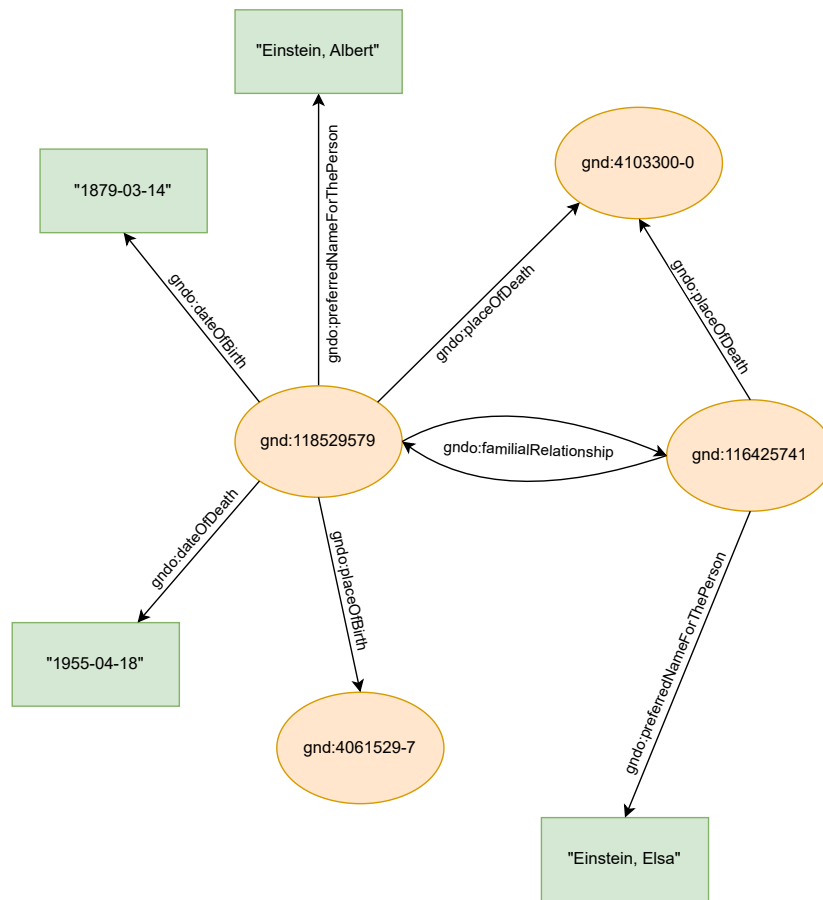 "Einstein, Albert"
gnd:4103300-0
"1879-03-14"
gndo:preferredNameForThePerson
gndo:placeOfDeath
gndo:placeOfDeath
gndo:dateOfBirth
gnd:118529579
gndo:familialRelationship
gnd:116425741
gndo:dateOfDeath
gndo:placeOfBirth
gndo:preferredNameForThePerson
"1955-04-18"
gnd:4061529-7
"Einstein, Elsa"